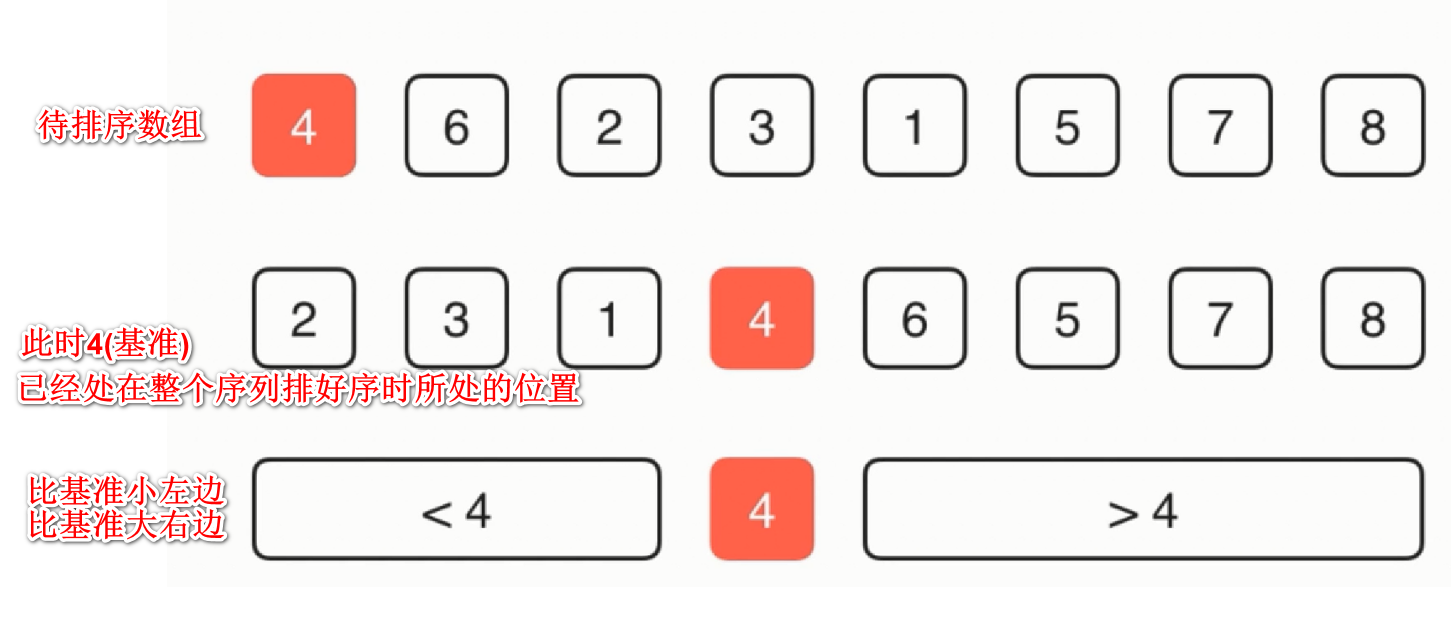 待排序数组 4 6 2 3 1 5 7 8
2 3 1 4 6 5 7 8
此时4(基准)
已经处在整个序列排好序时所处的位置
比基准小左边
比基准大右边
< 4 4 > 4